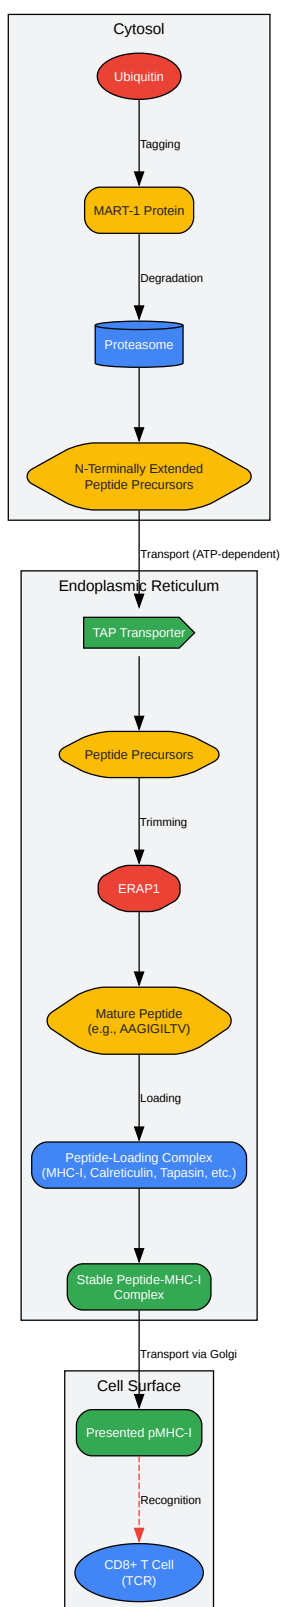 Cytosol
Ubiquitin
Tagging
MART-1 Protein
Degradation
Proteasome
N-Terminally Extended
Peptide Precursors
Transport (ATP-dependent)
Endoplasmic Reticulum
TAP Transporter
Peptide Precursors
Trimming
ERAP1
Mature Peptide
(e.g., AAGIGILTV)
Loading
Peptide-Loading Complex
(MHC-I, Calreticulin, Tapasin, etc.)
Stable Peptide-MHC-I
Complex
Transport via Golgi
Cell Surface
Presented pMHC-I
Recognition
CD8+ T Cell
(TCR)